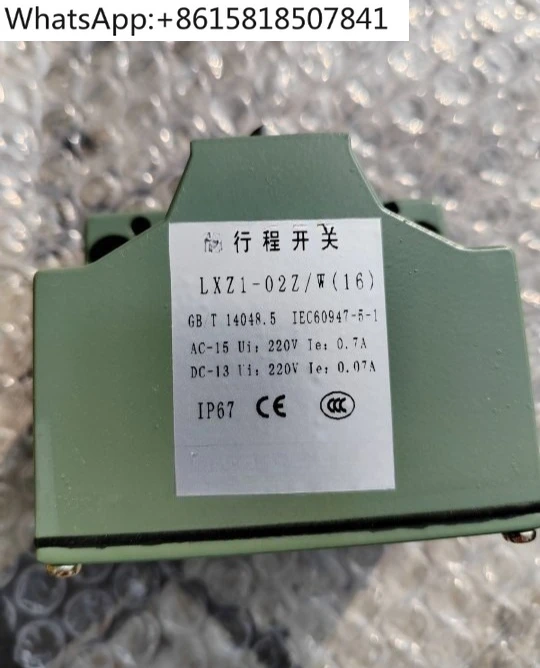 WhatsApp:+8615818507841
行程开关
LXZ1-02Z/W(16)
GB/T 14048.5 IEC60947-5-1
AC-15 Ui: 220V Ie: 0.7A
DC-13 Ui: 220V Ie: 0.07A
IP67 CE CCC